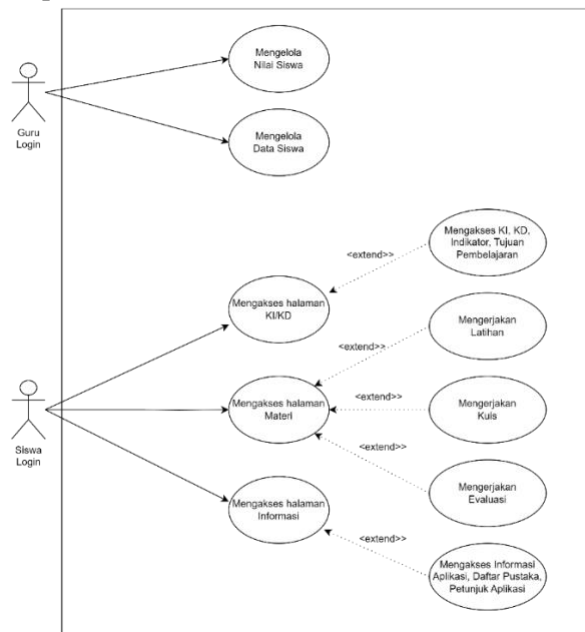 Mengelola
Nilai Siswa
Guru
Login
Mengelola
Data Siswa
Mengakses KI, KD,
Indikator, Tujuan
Pembelajaran
<extend>>
Mengakses halaman
KI/KD
Mengerjakan
Latihan
<extend>>
Siswa
Login
Mengakses halaman
Materi
<extend>>
Mengerjakan
Kuis
<extend>>
Mengerjakan
Evaluasi
Mengakses halaman
Informasi
<extend>>
Mengakses Informasi
Aplikasi, Daftar Pustaka,
Petunjuk Aplikasi